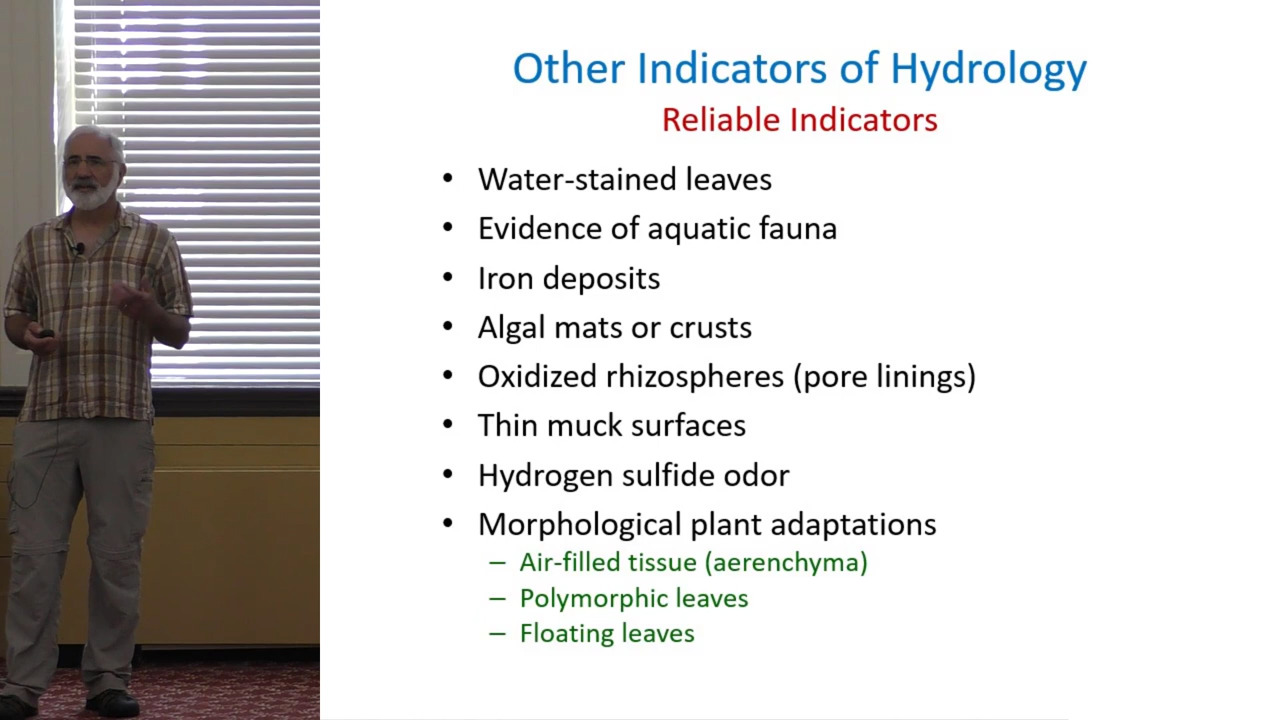 Other Indicators of Hydrology
Reliable Indicators
• Water-stained leaves
• Evidence of aquatic fauna
• Iron deposits
• Algal mats or crusts
• Oxidized rhizospheres (pore linings)
• Thin muck surfaces
• Hydrogen sulfide odor
• Morphological plant adaptations
– Air-filled tissue (aerenchyma)
– Polymorphic leaves
– Floating leaves